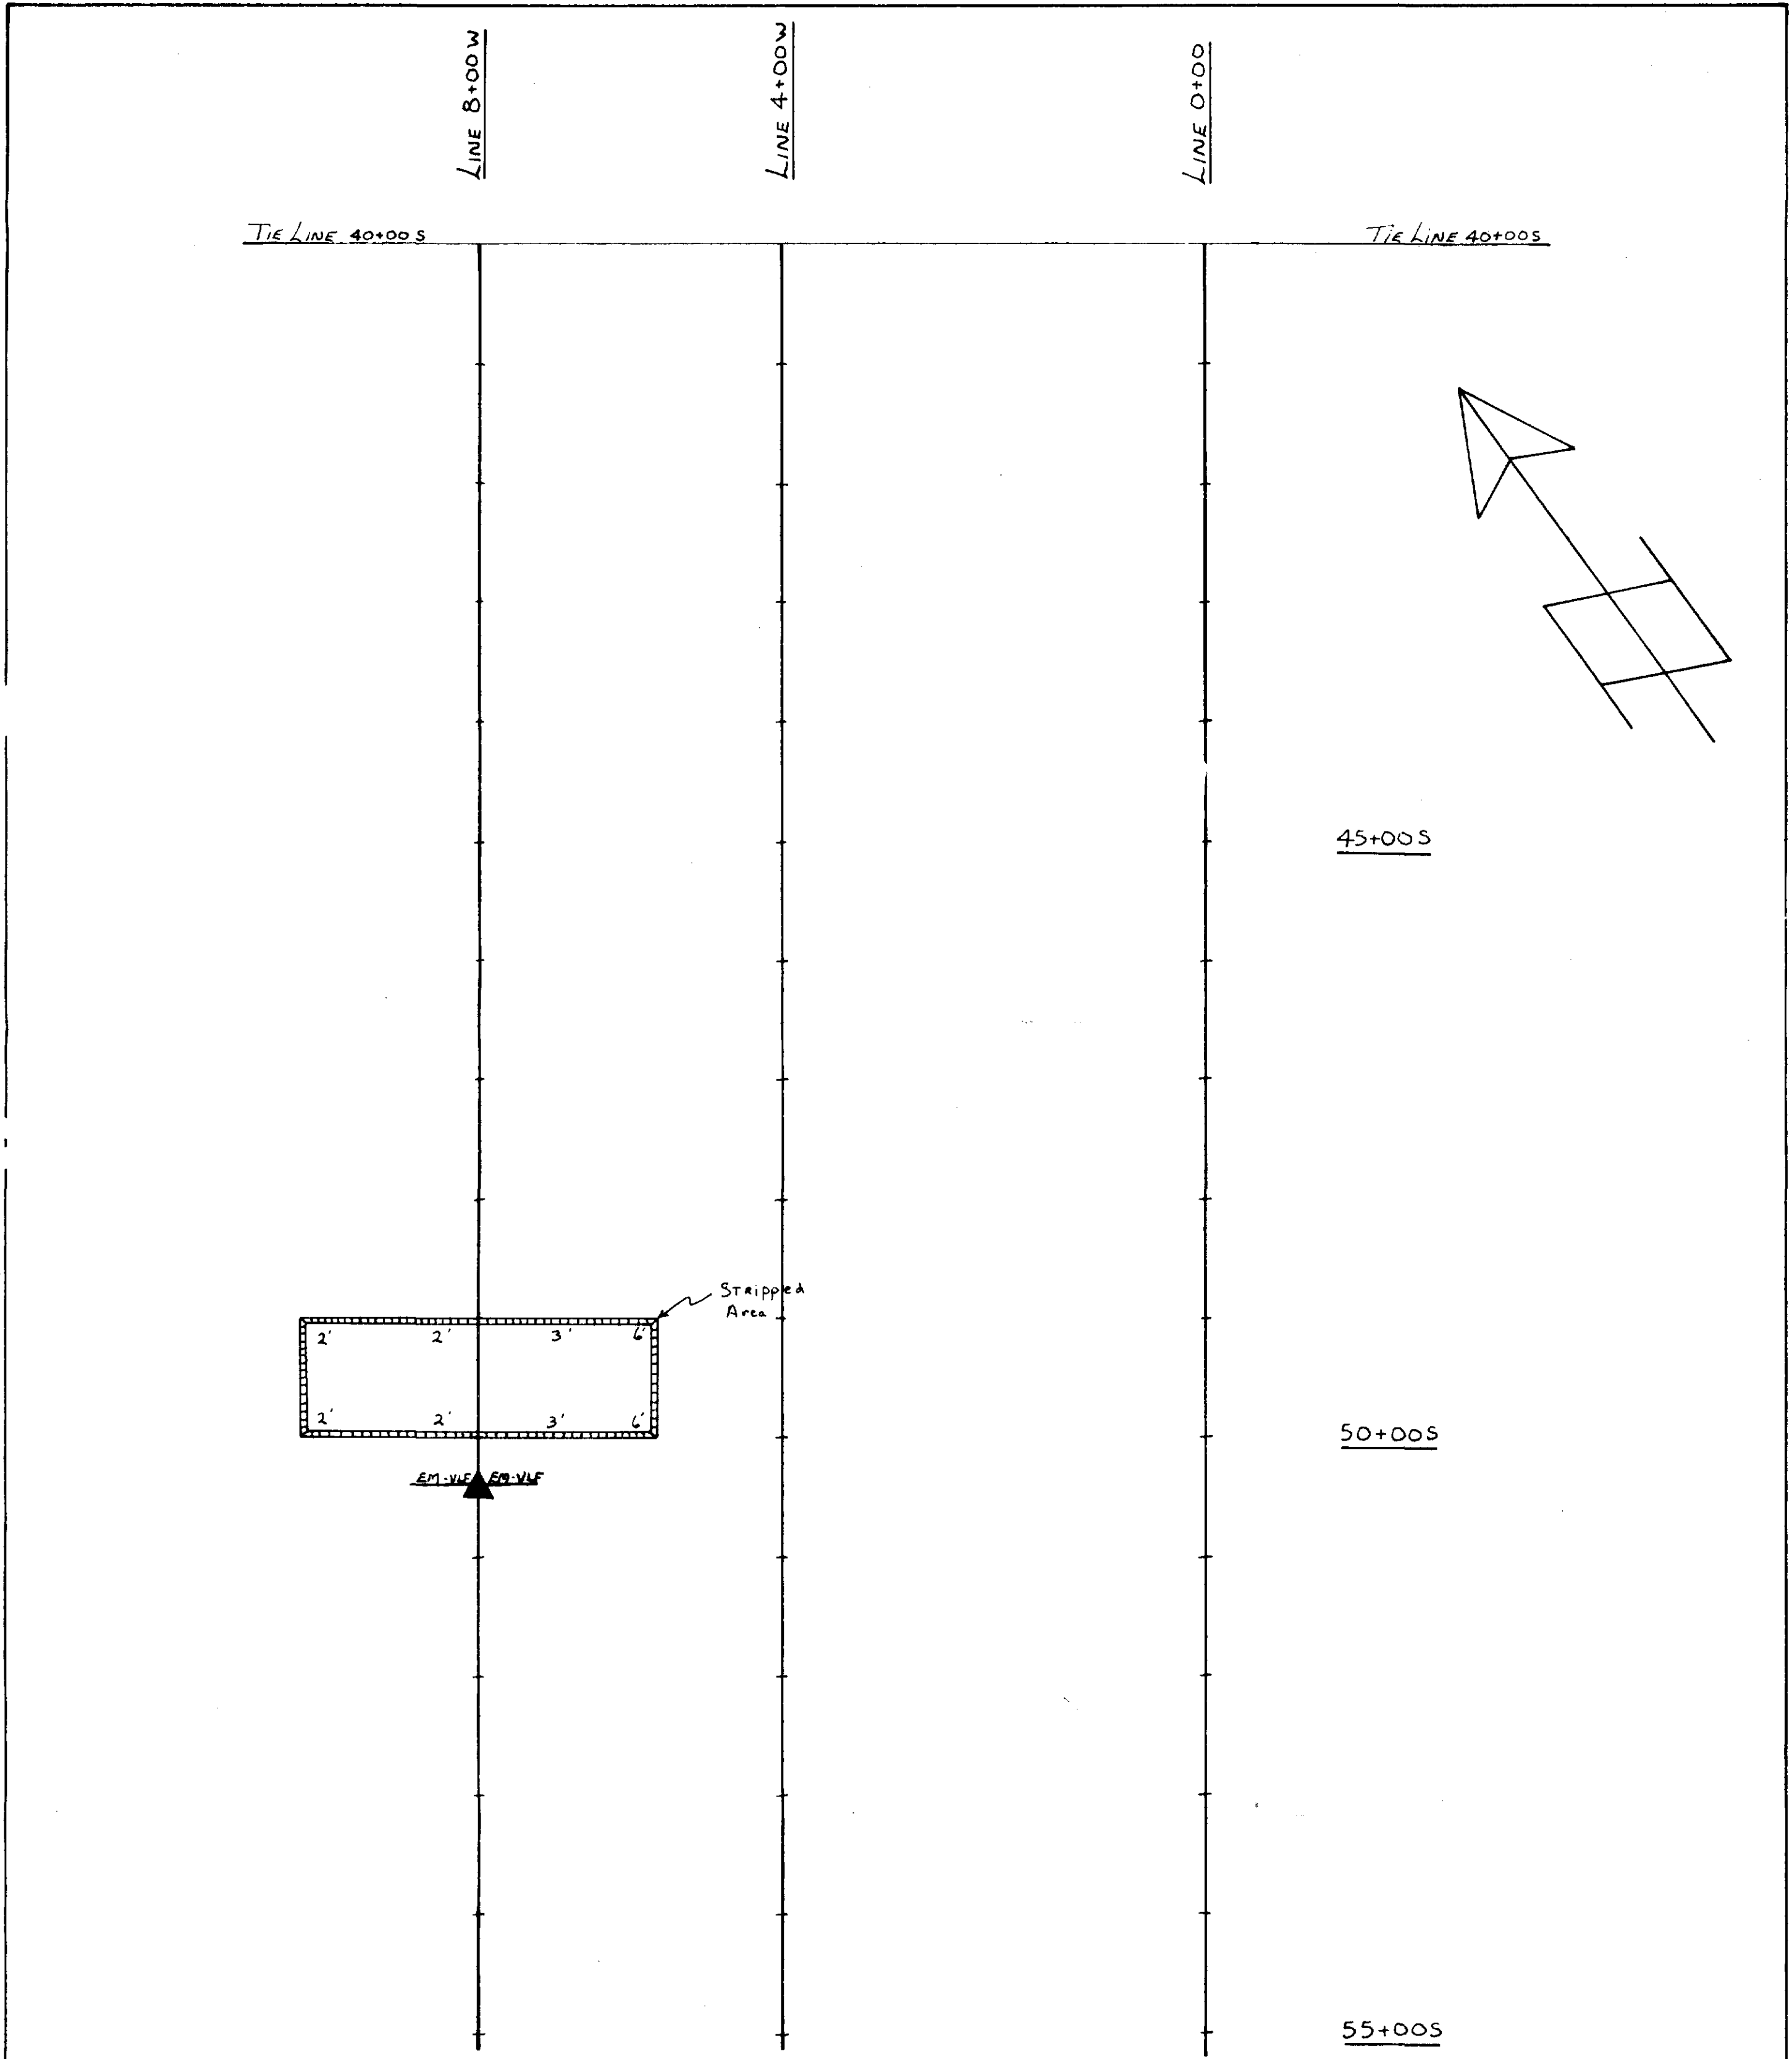 LINE 8+00W
LINE 4+00W
LINE 0+00
TIE LINE 40+00S
TIE LINE 40+00S
45+00S
STRIPPED
Area
2' 2' 3' 6'
2' 2' 3' 6'
50+00S
EM-VLF EM-VLF
55+00S